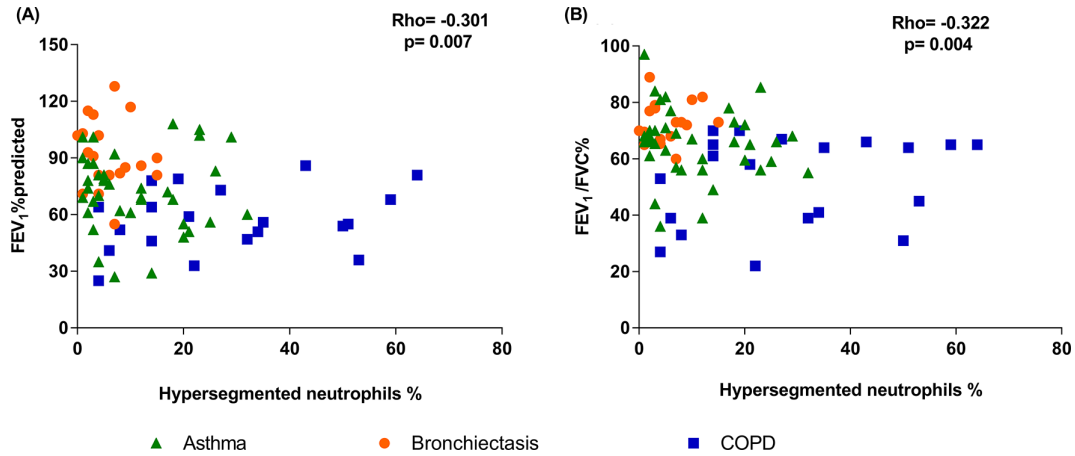 (A)
Rho= -0.301
p= 0.007
FEV1%predicted
150
120
90
60
30
0
0 20 40 60 80
Hypersegmented neutrophils %
(B)
Rho= -0.322
p= 0.004
FEV1/FVC%
100
80
60
40
20
0
0 20 40 60 80
Hypersegmented neutrophils %
Asthma Bronchiectasis COPD